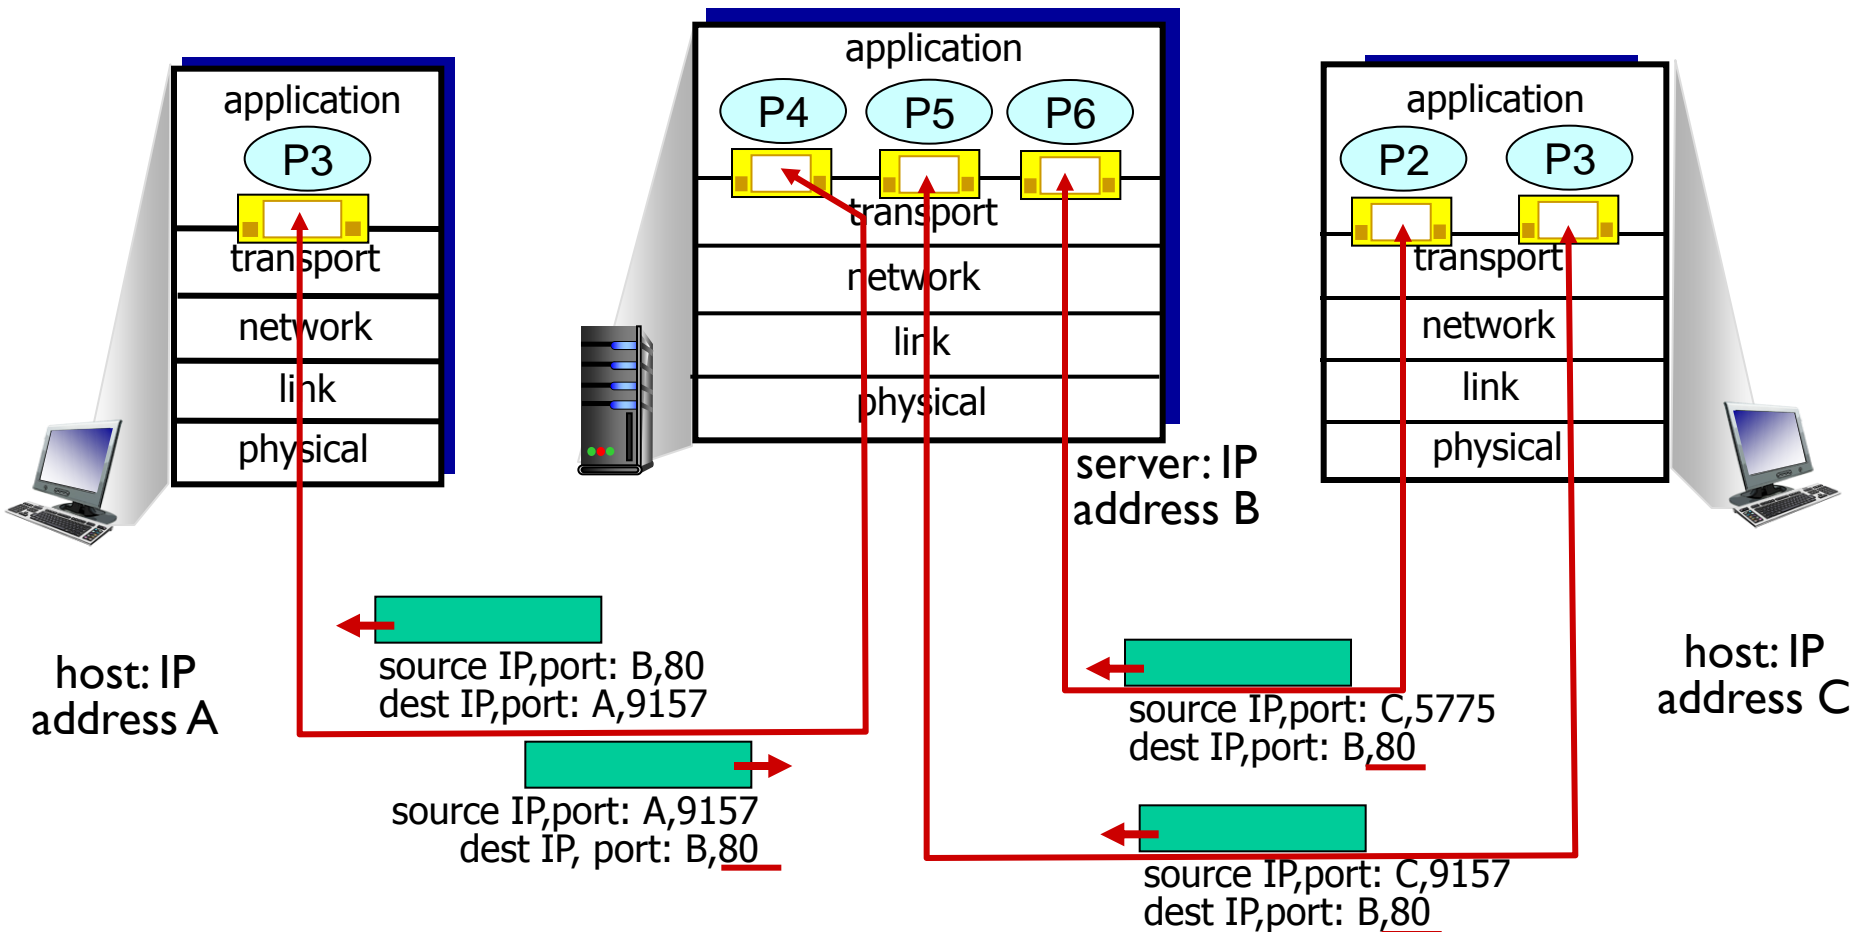 application
P3
transport
network
link
physical
host: IP
address A
application
P4
P5
P6
transport
network
link
physical
server: IP
address B
application
P2
P3
transport
network
link
physical
host: IP
address C
source IP,port: B,80
dest IP,port: A,9157
source IP,port: A,9157
dest IP, port: B,80
source IP,port: C,5775
dest IP,port: B,80
source IP,port: C,9157
dest IP,port: B,80